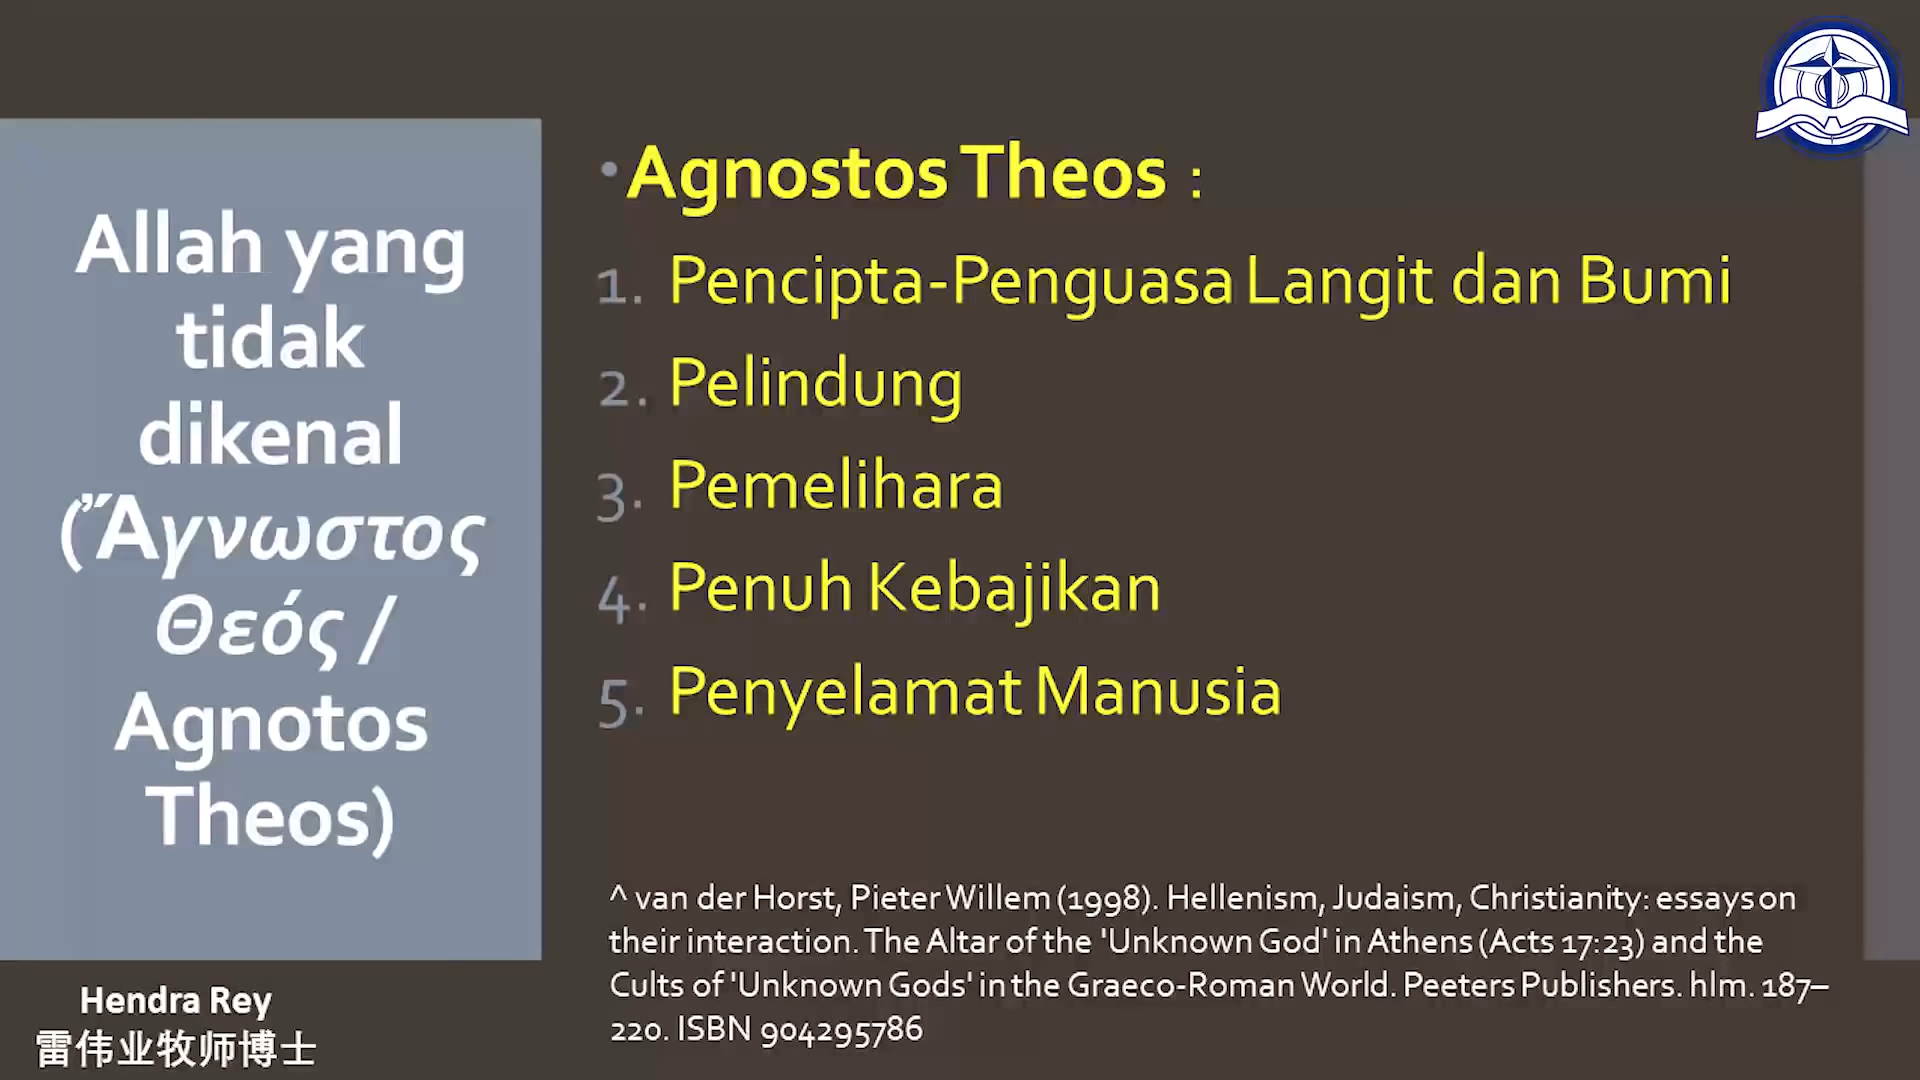 Allah yang
tidak
dikenal
(Ἄγνωστος
Θεός /
Agnotos
Theos)
•Agnostos Theos :
1. Pencipta-Penguasa Langit dan Bumi
2. Pelindung
3. Pemelihara
4. Penuh Kebajikan
5. Penyelamat Manusia
^ van der Horst, Pieter Willem (1998). Hellenism, Judaism, Christianity: essays on
their interaction. The Altar of the 'Unknown God' in Athens (Acts 17:23) and the
Cults of 'Unknown Gods' in the Graeco-Roman World. Peeters Publishers. hlm. 187–
220. ISBN 904295786
Hendra Rey
雷伟业牧师博士